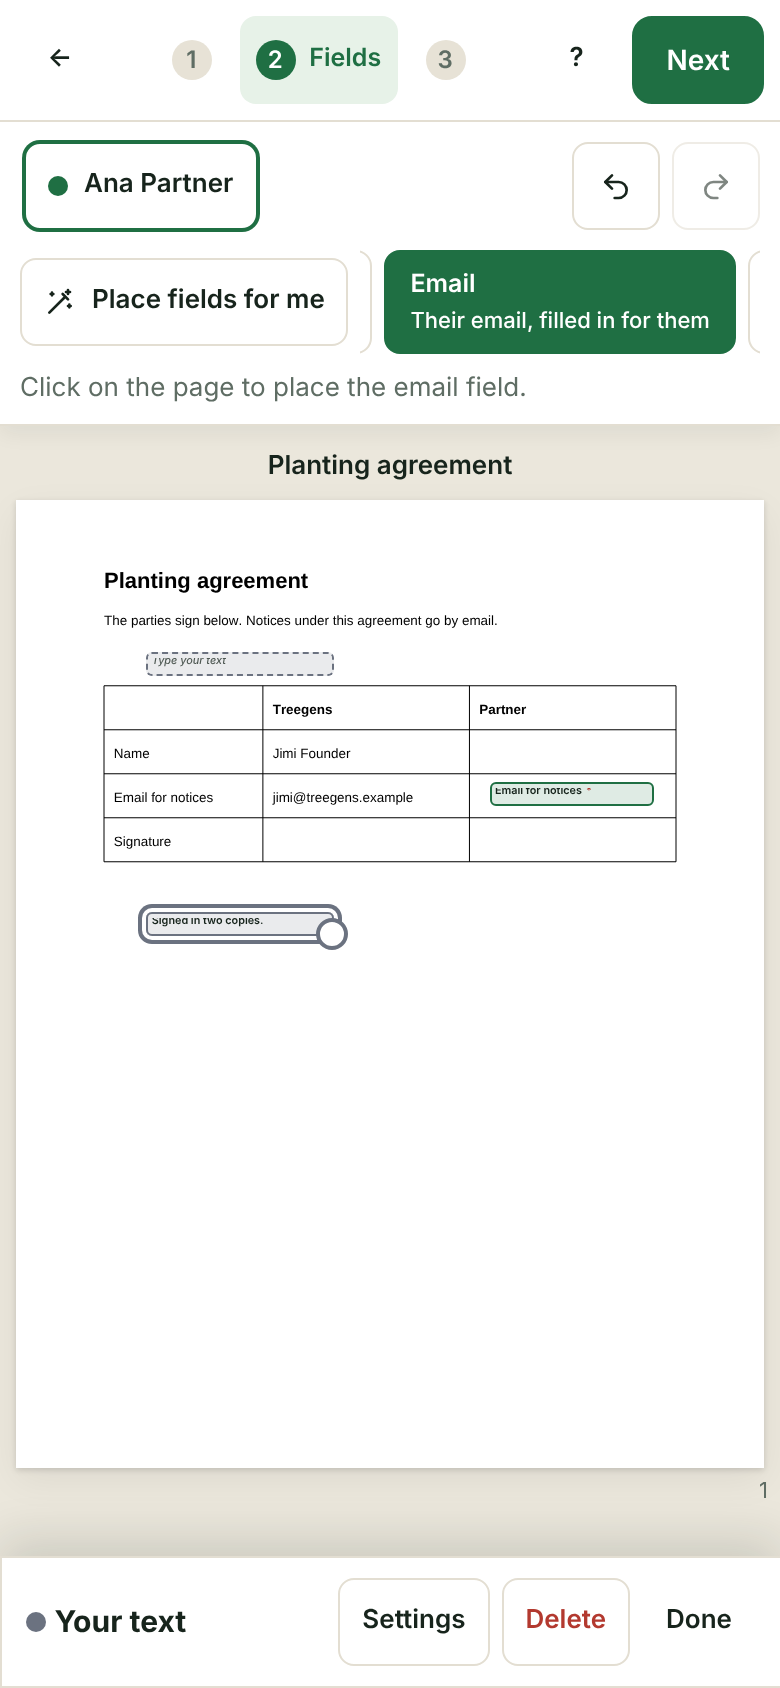 1
2 Fields
3
?
Next
Ana Partner
Place fields for me
Email
Their email, filled in for them
Click on the page to place the email field.
Planting agreement
Planting agreement
The parties sign below. Notices under this agreement go by email.
Type your text
Treegens Partner
Name Jimi Founder
Email for notices jimi@treegens.example Email for notices *
Signature
Signed in two copies.
1
Your text
Settings
Delete
Done